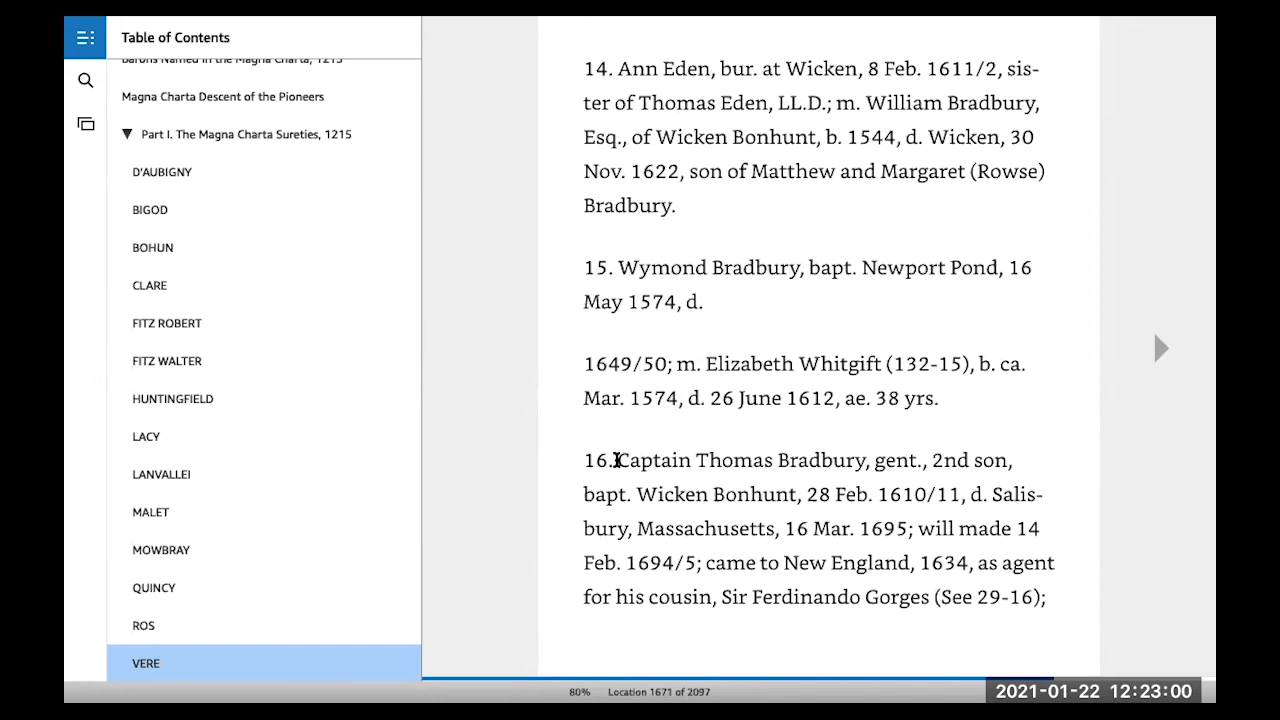 Table of Contents
Barons Named in the Magna Charta, 1215
Magna Charta Descent of the Pioneers
Part I. The Magna Charta Sureties, 1215
D'AUBIGNY
BIGOD
BOHUN
CLARE
FITZ ROBERT
FITZ WALTER
HUNTINGFIELD
LACY
LANVALLEI
MALET
MOWBRAY
QUINCY
ROS
VERE
14. Ann Eden, bur. at Wicken, 8 Feb. 1611/2, sis-
ter of Thomas Eden, LL.D.; m. William Bradbury,
Esq., of Wicken Bonhunt, b. 1544, d. Wicken, 30
Nov. 1622, son of Matthew and Margaret (Rowse)
Bradbury.
15. Wymond Bradbury, bapt. Newport Pond, 16
May 1574, d.
1649/50; m. Elizabeth Whitgift (132-15), b. ca.
Mar. 1574, d. 26 June 1612, ae. 38 yrs.
16. Captain Thomas Bradbury, gent., 2nd son,
bapt. Wicken Bonhunt, 28 Feb. 1610/11, d. Salis-
bury, Massachusetts, 16 Mar. 1695; will made 14
Feb. 1694/5; came to New England, 1634, as agent
for his cousin, Sir Ferdinando Gorges (See 29-16);
80% Location 1671 of 2097
2021-01-22 12:23:00